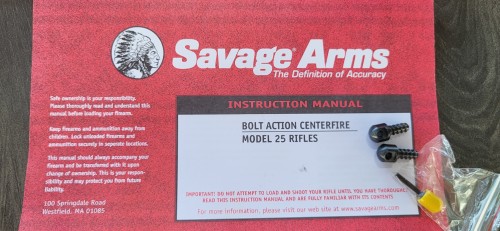 Savage® Arms
The Definition of Accuracy
Safe ownership is your responsibility.
Please thoroughly read and understand this
manual before loading your firearm.
Keep firearms and ammunition away from
children. Lock unloaded firearms and
ammunition security in separate locations.
This manual should always accompany your
firearm and be transferred with it upon
change of ownership. This is your respon-
sibility and may protect you from future
liability.
100 Springdale Road
Westfield, MA 01085
INSTRUCTION MANUAL
BOLT ACTION CENTERFIRE
MODEL 25 RIFLES
IMPORTANT! DO NOT ATTEMPT TO LOAD AND SHOOT YOUR RIFLE UNTIL YOU HAVE
READ THIS INSTRUCTION MANUAL AND ARE FULLY FAMILIAR WITH ITS CONTENTS
For more information, please visit our web site at www.savagearms.com